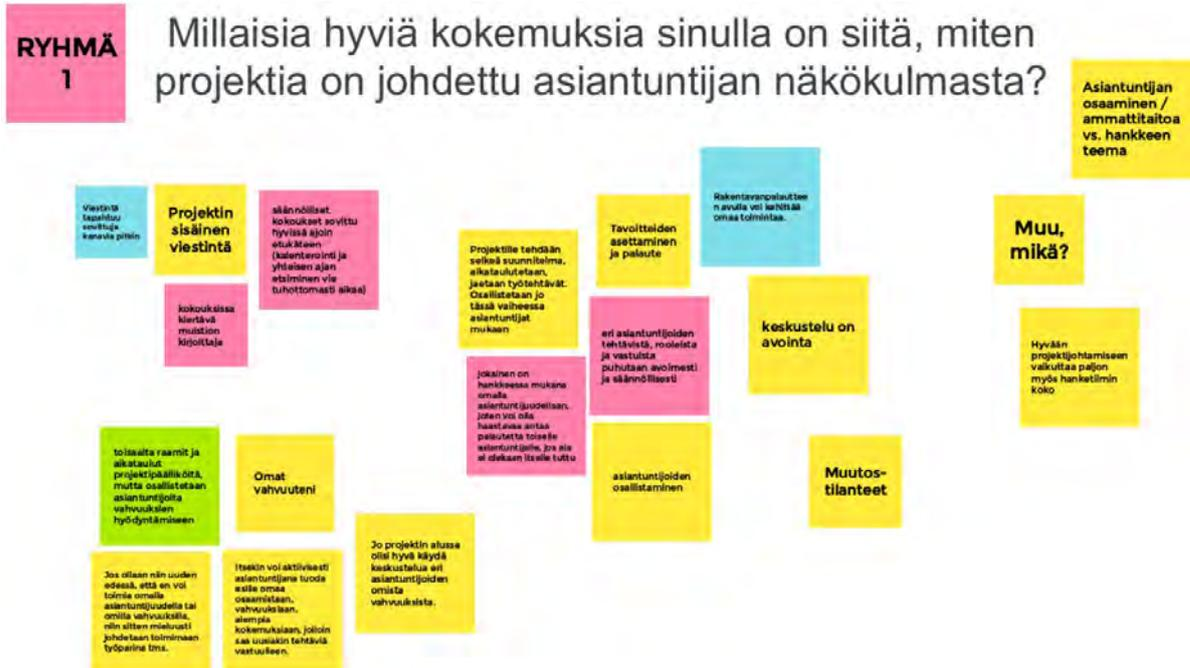 RYHMÄ
1
Millaisia hyviä kokemuksia sinulla on siitä, miten
projektia on johdettu asiantuntijan näkökulmasta?
Asiantuntijan
osaaminen /
ammattitaitoa
vs. hankkeen
teema
Viestintä
tapahtuu
sovittuja
kanavia pitkin
Projektin
sisäinen
viestintä
säännölliset
kokoukset sovittu
hyvissä ajoin
etukäteen
(kalenterointi ja
yhteisen ajan
etsiminen vie
tuhottomasti aikaa)
kokouksissa
kiertävä
muistion
kirjoittaja
Projektille tehdään
selkeä suunnitelma,
aikataulutetaan,
jaetaan työtehtävät.
Osallistetaan jo
tässä vaiheessa
asiantuntijat
mukaan
Tavoitteiden
asettaminen
ja palaute
Rakentavanpalauttee
n avulla voi kehittää
omaa toimintaa.
eri asiantuntijoiden
tehtävistä, rooleista
ja vastuista
puhutaan avoimesti
ja säännöllisesti
keskustelu on
avointa
jokainen on
hankkeessa mukana
omalla
asiantuntijuudellaan,
joten voi olla
haastavaa antaa
palautetta toiselle
asiantuntijalle, jos ala
ei olekaan itselle tuttu
asiantuntijoiden
osallistaminen
Muutos-
tilanteet
Muu,
mikä?
Hyvään
projektijohtamiseen
vaikuttaa paljon
myös hanketiimin
koko
toisaalta raamit ja
aikataulut
projektipäälliköltä,
mutta osallistetaan
asiantuntijoita
vahvuuksien
hyödyntämiseen
Omat
vahvuuteni
Jos ollaan niin uuden
edessä, että en voi
toimia omalla
asiantuntijuudella tai
omilla vahvuuksilla,
niin sitten mieluusti
johdetaan toimimaan
työparina tms.
Itsekin voi aktiivisesti
asiantuntijana tuoda
esille omaa
osaamistaan,
vahvuuksiaan,
aiempia
kokemuksiaan, jolloin
saa uusiakin tehtäviä
vastuulleen.
Jo projektin alussa
olisi hyvä käydä
keskustelua eri
asiantuntijoiden
omista
vahvuuksista.